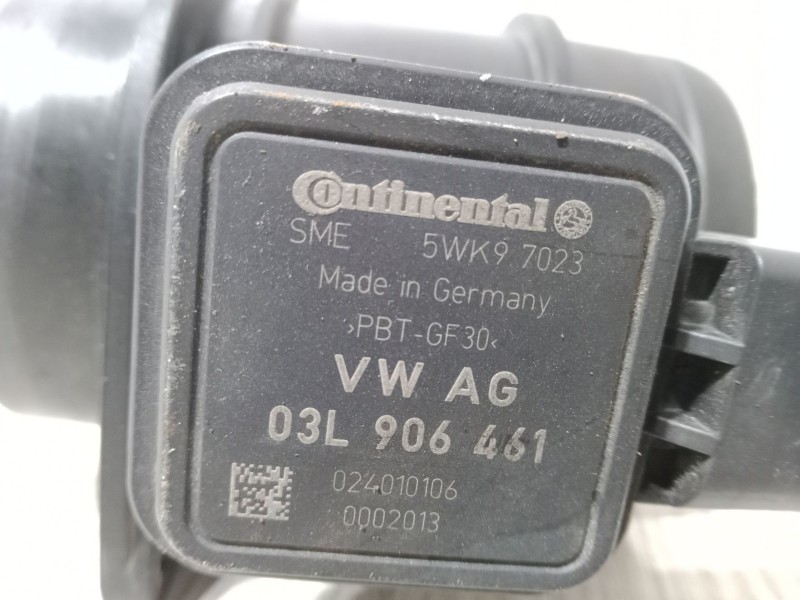 Continental
SME 5WK9 7023
Made in Germany
›PBT-GF30‹
VW AG
03L 906 461
024010106
0002013